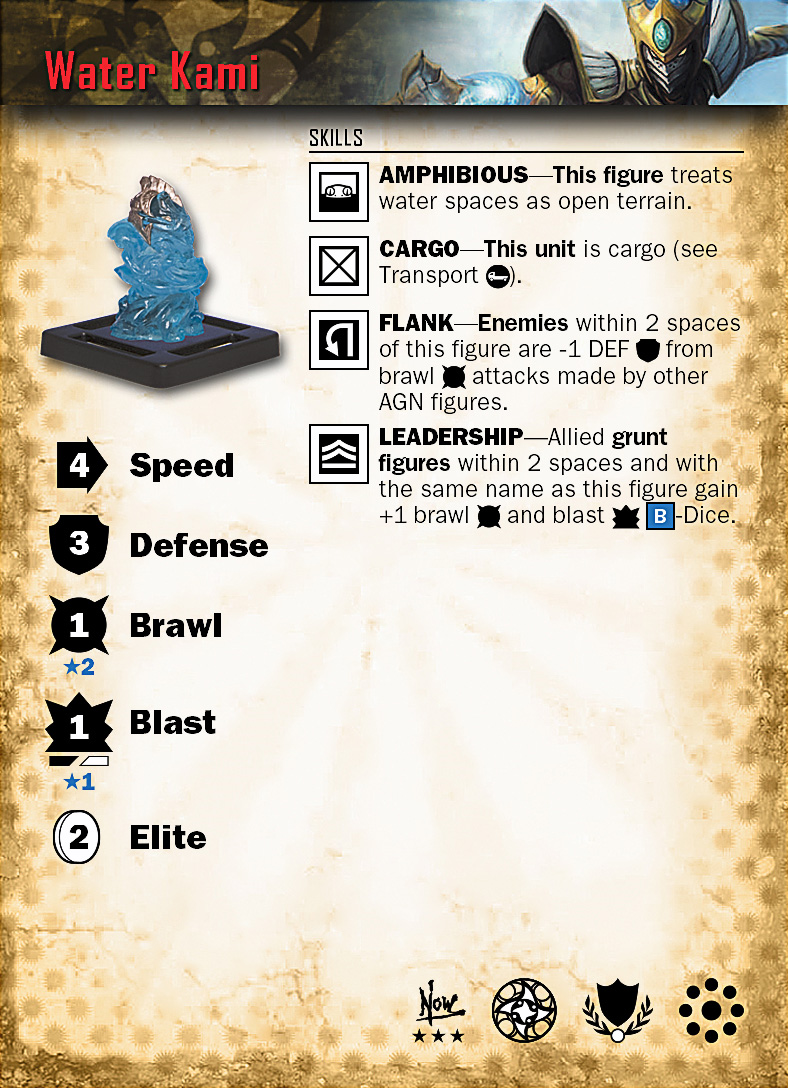 Water Kami
SKILLS
AMPHIBIOUS—This figure treats
water spaces as open terrain.
CARGO—This unit is cargo (see
Transport ).
FLANK—Enemies within 2 spaces
of this figure are -1 DEF from
brawl attacks made by other
AGN figures.
LEADERSHIP—Allied grunt
figures within 2 spaces and with
the same name as this figure gain
+1 brawl and blast B-Dice.
4 Speed
3 Defense
1 Brawl
★2
1 Blast
★1
2 Elite
Now
★★★